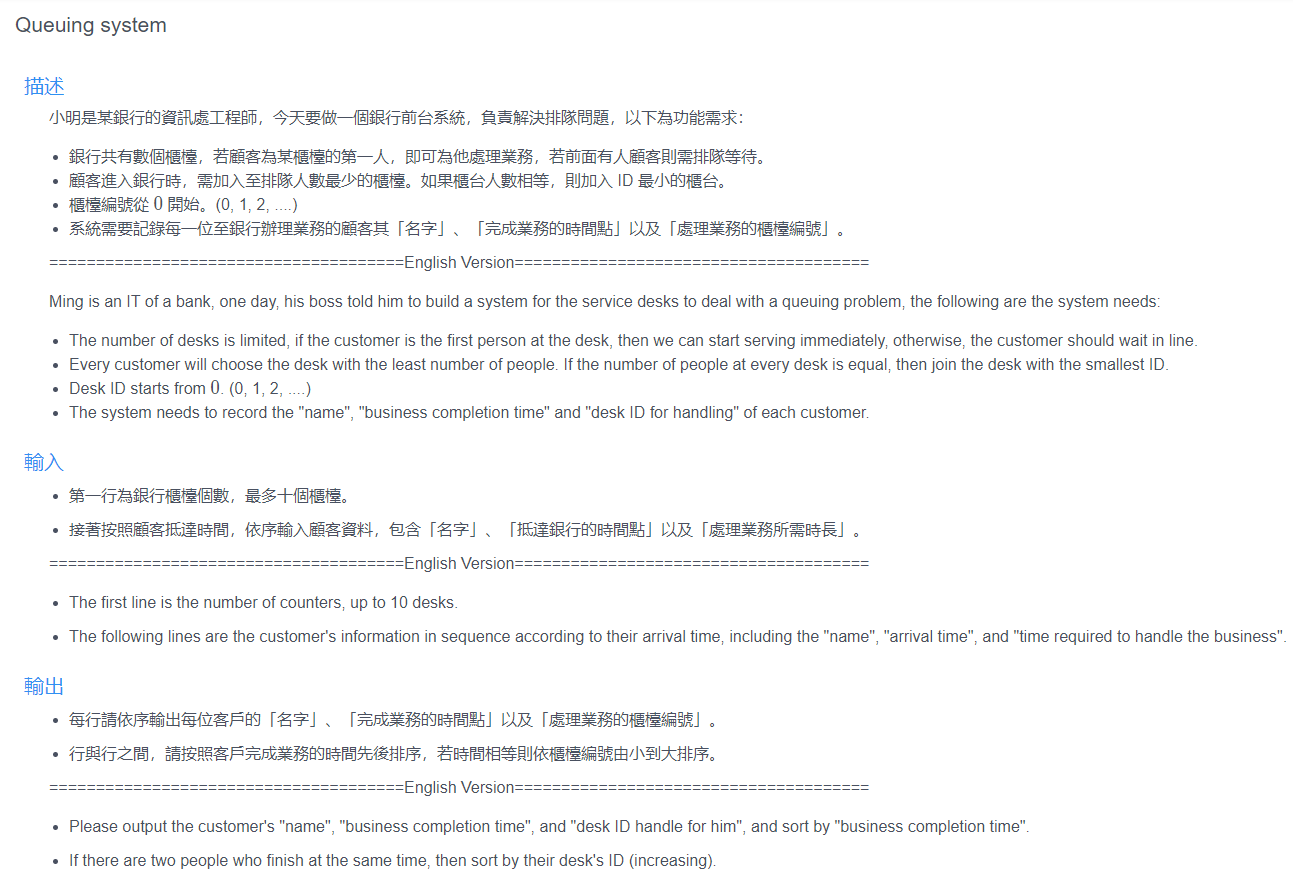 Queuing system
描述
小明是某銀行的資訊處工程師，今天要做一個銀行前台系統，負責解決排隊問題，以下為功能需求：
• 銀行共有數個櫃檯，若顧客為某櫃檯的第一人，即可為他處理業務，若前面有人顧客則需排隊等待。
• 顧客進入銀行時，需加入至排隊人數最少的櫃檯。如果櫃台人數相等，則加入 ID 最小的櫃台。
• 櫃檯編號從 0 開始。(0, 1, 2, ....)
• 系統需要記錄每一位至銀行辦理業務的顧客其「名字」、「完成業務的時間點」以及「處理業務的櫃檯編號」。
======================================English Version======================================
Ming is an IT of a bank, one day, his boss told him to build a system for the service desks to deal with a queuing problem, the following are the system needs:
• The number of desks is limited, if the customer is the first person at the desk, then we can start serving immediately, otherwise, the customer should wait in line.
• Every customer will choose the desk with the least number of people. If the number of people at every desk is equal, then join the desk with the smallest ID.
• Desk ID starts from 0. (0, 1, 2, ....)
• The system needs to record the "name", "business completion time" and "desk ID for handling" of each customer.
輸入
• 第一行為銀行櫃檯個數，最多十個櫃檯。
• 接著按照顧客抵達時間，依序輸入顧客資料，包含「名字」、「抵達銀行的時間點」以及「處理業務所需時長」。
======================================English Version======================================
• The first line is the number of counters, up to 10 desks.
• The following lines are the customer's information in sequence according to their arrival time, including the "name", "arrival time", and "time required to handle the business".
輸出
• 每行請依序輸出每位客戶的「名字」、「完成業務的時間點」以及「處理業務的櫃檯編號」。
• 行與行之間，請按照客戶完成業務的時間先後排序，若時間相等則依櫃檯編號由小到大排序。
======================================English Version======================================
• Please output the customer's "name", "business completion time", and "desk ID handle for him", and sort by "business completion time".
• If there are two people who finish at the same time, then sort by their desk's ID (increasing).